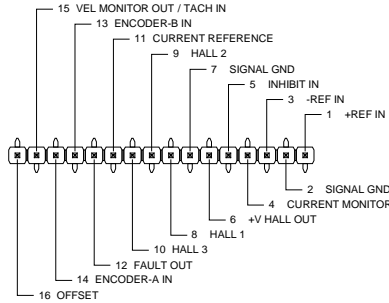 15 VEL MONITOR OUT / TACH IN
13 ENCODER-B IN
11 CURRENT REFERENCE
9 HALL 2
7 SIGNAL GND
5 INHIBIT IN
3 -REF IN
1 +REF IN
2 SIGNAL GND
4 CURRENT MONITOR
6 +V HALL OUT
8 HALL 1
10 HALL 3
12 FAULT OUT
14 ENCODER-A IN
16 OFFSET